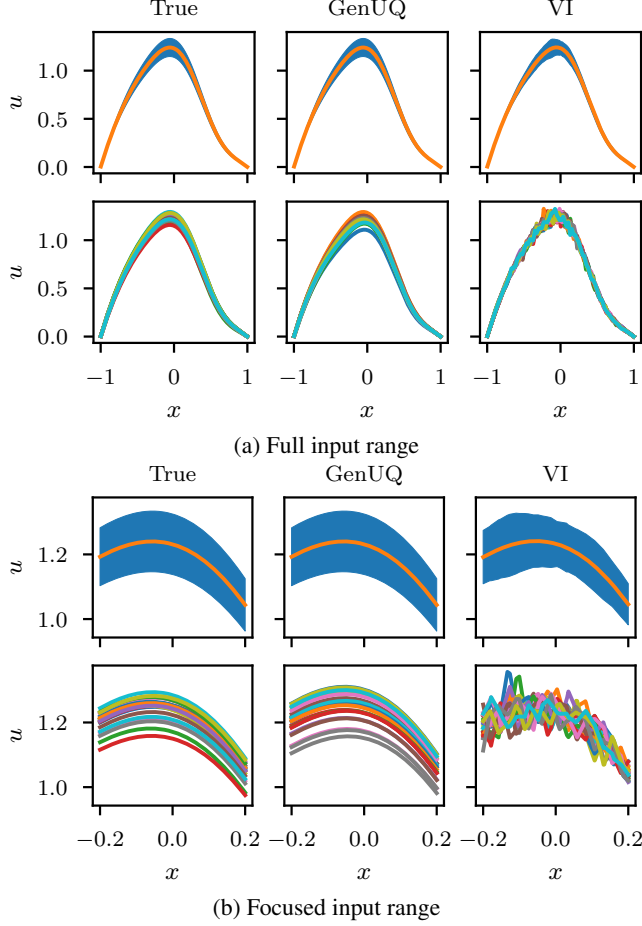 True GenUQ VI
u
1.0
0.5
0.0
u
1.0
0.5
0.0
−1 0 1 −1 0 1 −1 0 1
x x x
(a) Full input range
True GenUQ VI
u
1.2
1.0
u
1.2
1.0
−0.2 0.0 0.2 −0.2 0.0 0.2 −0.2 0.0 0.2
x x x
(b) Focused input range